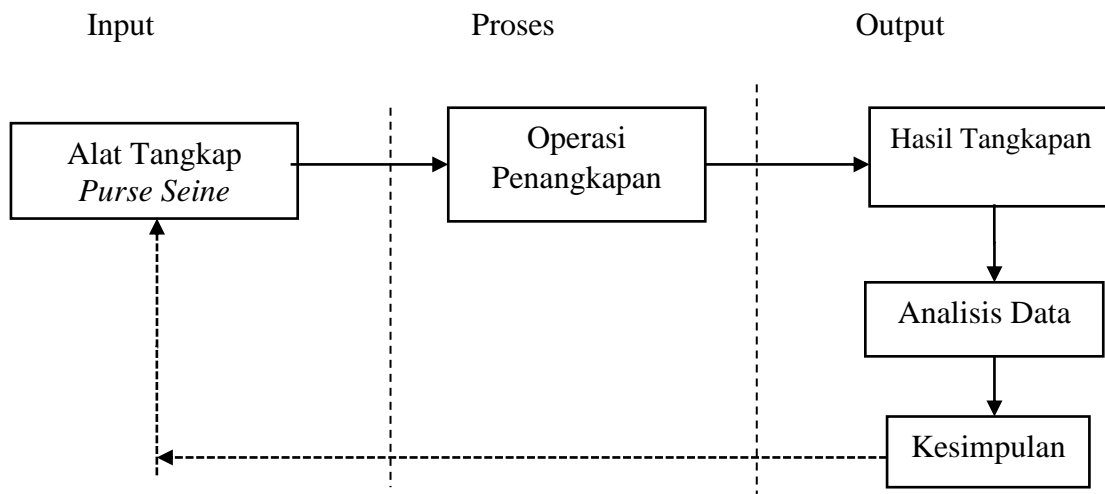 Input
Proses
Output
Alat Tangkap
Purse Seine
Operasi
Penangkapan
Hasil Tangkapan
Analisis Data
Kesimpulan